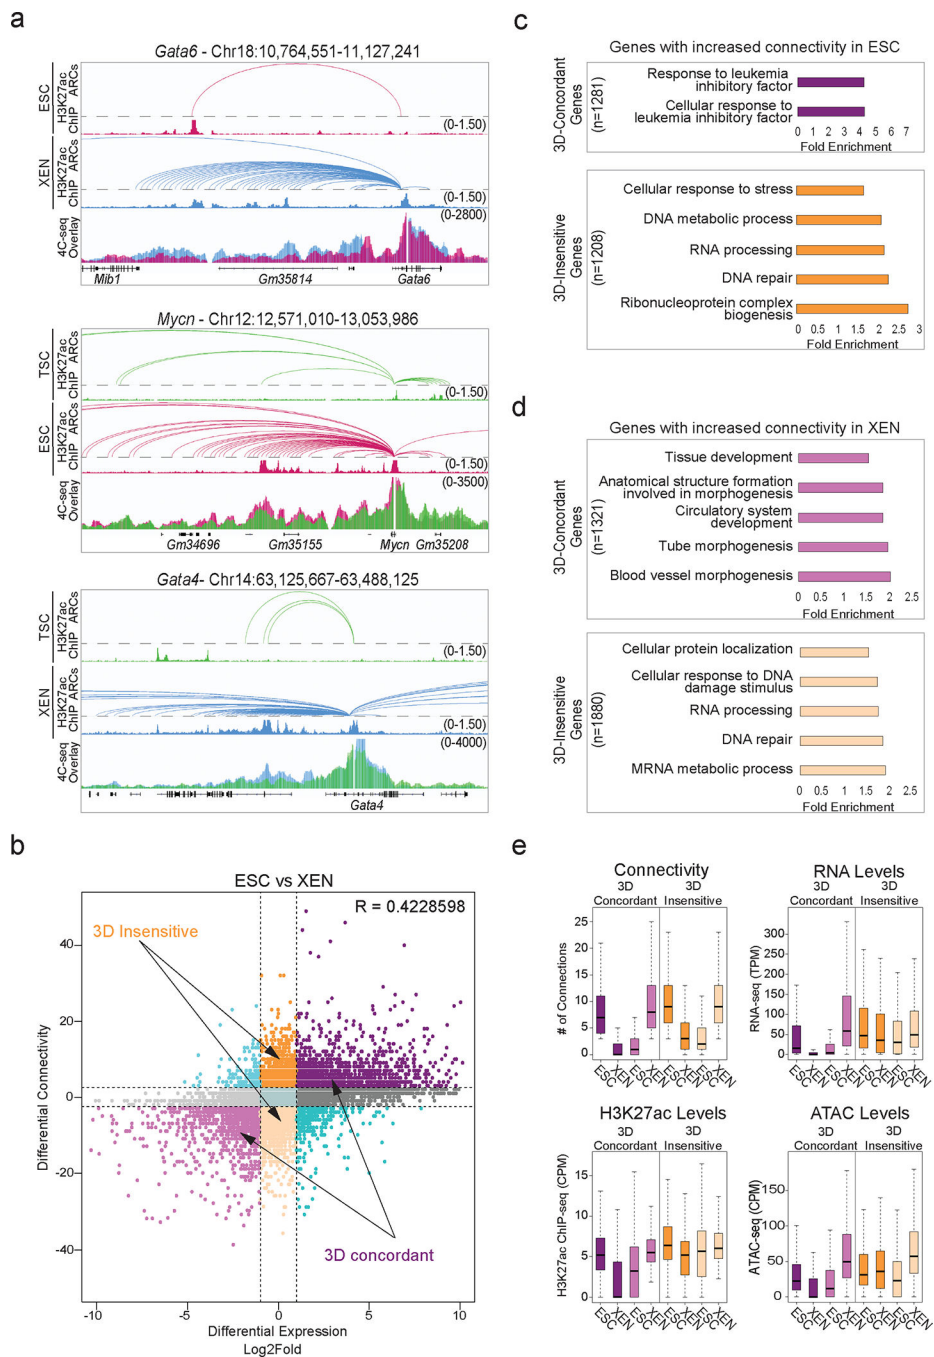 a
Gata6 - Chr18:10,764,551-11,127,241
ESC
H3K27ac
ChIP ARCs
(0-1.50)
XEN
H3K27ac
ChIP ARCs
(0-1.50)
(0-2800)
4C-seq
Overlay
Mib1 Gm35814 Gata6
Mycn - Chr12:12,571,010-13,053,986
TSC
H3K27ac
ChIP ARCs
(0-1.50)
ESC
H3K27ac
ChIP ARCs
(0-1.50)
(0-3500)
4C-seq
Overlay
Gm34696 Gm35155 Mycn Gm35208
Gata4- Chr14:63,125,667-63,488,125
TSC
H3K27ac
ChIP ARCs
(0-1.50)
XEN
H3K27ac
ChIP ARCs
(0-1.50)
(0-4000)
4C-seq
Overlay
Gata4
b
ESC vs XEN
R = 0.4228598
3D Insensitive
3D concordant
Differential Connectivity
40
20
0
-20
-40
-10 -5 0 5 10
Differential Expression
Log2Fold
c
Genes with increased connectivity in ESC
3D-Concordant
Genes
(n=1281)
Response to leukemia
inhibitory factor
Cellular response to
leukemia inhibitory factor
0 1 2 3 4 5 6 7
Fold Enrichment
3D-Insensitive
Genes
(n=1208)
Cellular response to stress
DNA metabolic process
RNA processing
DNA repair
Ribonucleoprotein complex
biogenesis
0 0.5 1 1.5 2 2.5 3
Fold Enrichment
d
Genes with increased connectivity in XEN
3D-Concordant
Genes
(n=1321)
Tissue development
Anatomical structure formation
involved in morphogenesis
Circulatory system
development
Tube morphogenesis
Blood vessel morphogenesis
0 0.5 1 1.5 2 2.5
Fold Enrichment
3D-Insensitive
Genes
(n=1880)
Cellular protein localization
Cellular response to DNA
damage stimulus
RNA processing
DNA repair
MRNA metabolic process
0 0.5 1 1.5 2 2.5
Fold Enrichment
e
Connectivity
3D 3D
Concordant Insensitive
# of Connections
25
20
15
10
5
0
ESC XEN ESC XEN ESC XEN ESC XEN
RNA Levels
3D 3D
Concordant Insensitive
RNA-seq (TPM)
300
250
200
150
100
50
0
ESC XEN ESC XEN ESC XEN ESC XEN
H3K27ac Levels
3D 3D
Concordant Insensitive
H3K27ac ChIP-seq (CPM)
15
10
5
0
ESC XEN ESC XEN ESC XEN ESC XEN
ATAC Levels
3D 3D
Concordant Insensitive
ATAC-seq (CPM)
150
100
50
0
ESC XEN ESC XEN ESC XEN ESC XEN